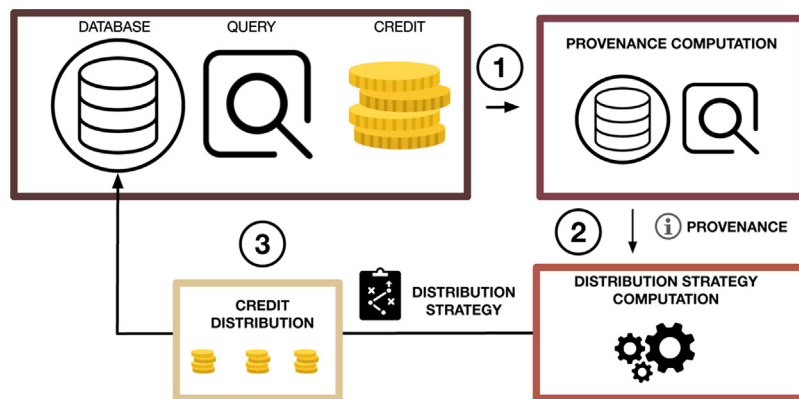 DATABASE
QUERY
CREDIT
1
PROVENANCE COMPUTATION
2
i
PROVENANCE
3
DISTRIBUTION STRATEGY
COMPUTATION
DISTRIBUTION
STRATEGY
CREDIT
DISTRIBUTION